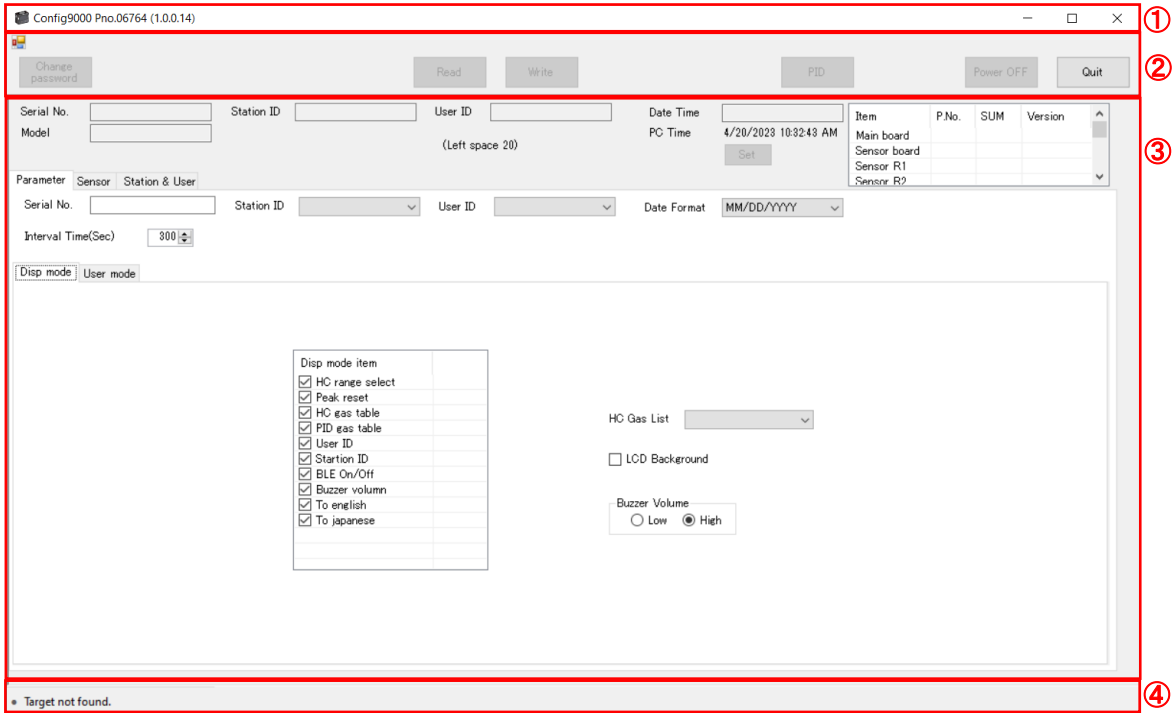 Config9000 Pno.06764 (1.0.0.14) ①
Change password Read Write PID Power OFF Quit ②
Serial No. Station ID User ID Date Time
Model (Left space 20) PC Time 4/20/2023 10:32:43 AM
Set
Item P.No. SUM Version
Main board
Sensor board
Sensor R1
Sensor R2
③
Parameter Sensor Station & User
Serial No. Station ID User ID Date Format MM/DD/YYYY
Interval Time(Sec) 300
Disp mode User mode
Disp mode item
HC range select
Peak reset
HC gas table
PID gas table
User ID
Startion ID
BLE On/Off
Buzzer volumn
To english
To japanese
HC Gas List
LCD Background
Buzzer Volume
Low High
Target not found. ④